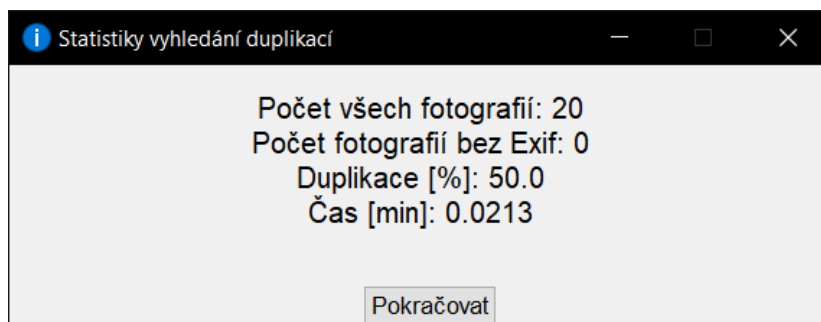 Statistiky vyhledání duplikací
Počet všech fotografií: 20
Počet fotografií bez Exif: 0
Duplikace [%]: 50.0
Čas [min]: 0.0213
Pokračovat